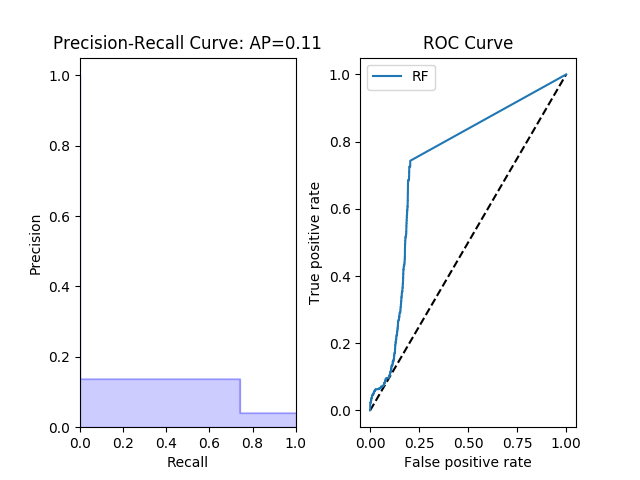 Precision-Recall Curve: AP=0.11
1.0
0.8
0.6
0.4
0.2
0.0
Precision
0.0 0.2 0.4 0.6 0.8 1.0
Recall
ROC Curve
RF
1.0
0.8
0.6
0.4
0.2
0.0
True positive rate
0.00 0.25 0.50 0.75 1.00
False positive rate